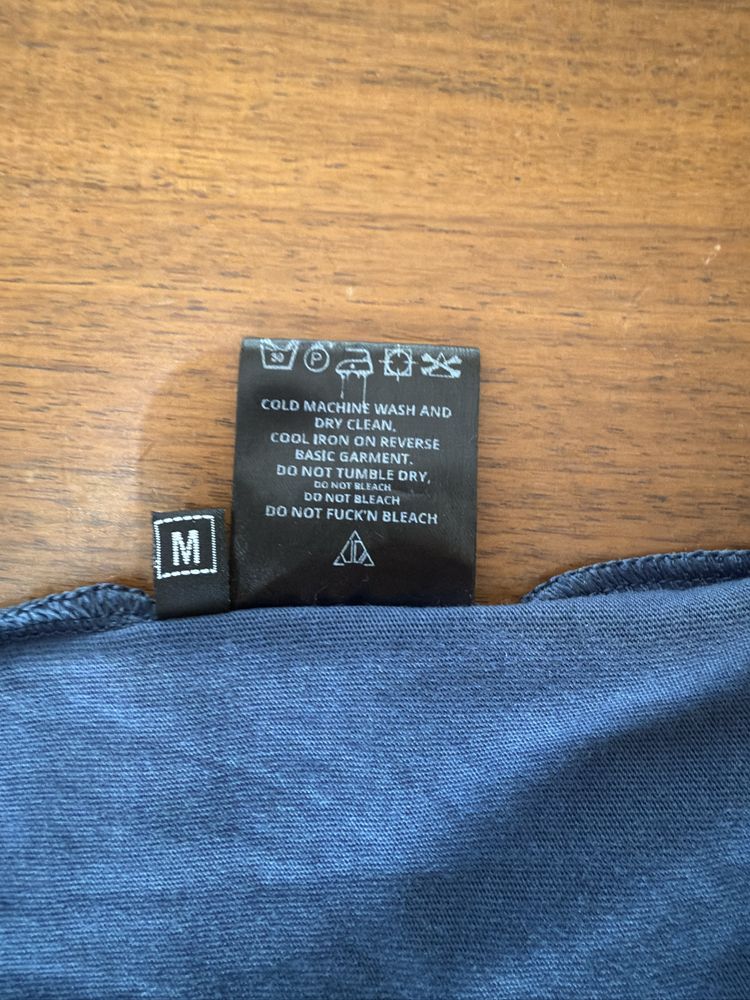 30 P
COLD MACHINE WASH AND
DRY CLEAN.
COOL IRON ON REVERSE
BASIC GARMENT.
DO NOT TUMBLE DRY,
DO NOT BLEACH
DO NOT BLEACH
DO NOT FUCK'N BLEACH
M